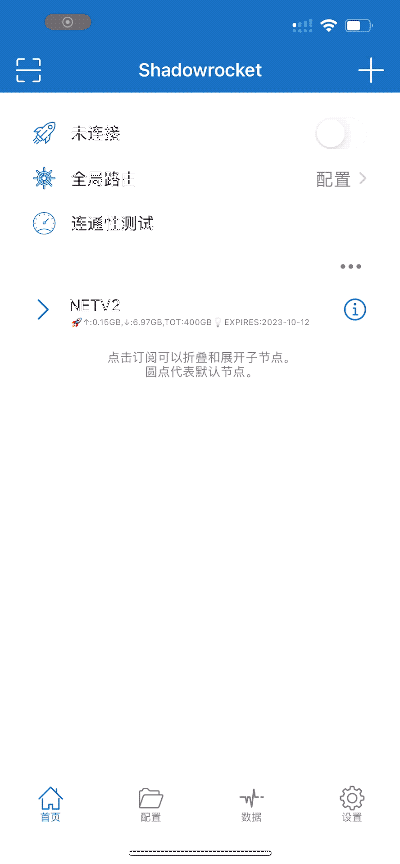 Shadowrocket
未连接
全局路由
配置
连通性测试
NETV2
🚀↑:0.15GB,↓:6.97GB,TOT:400GB💡EXPIRES:2023-10-12
点击订阅可以折叠和展开子节点。
圆点代表默认节点。
首页
配置
数据
设置